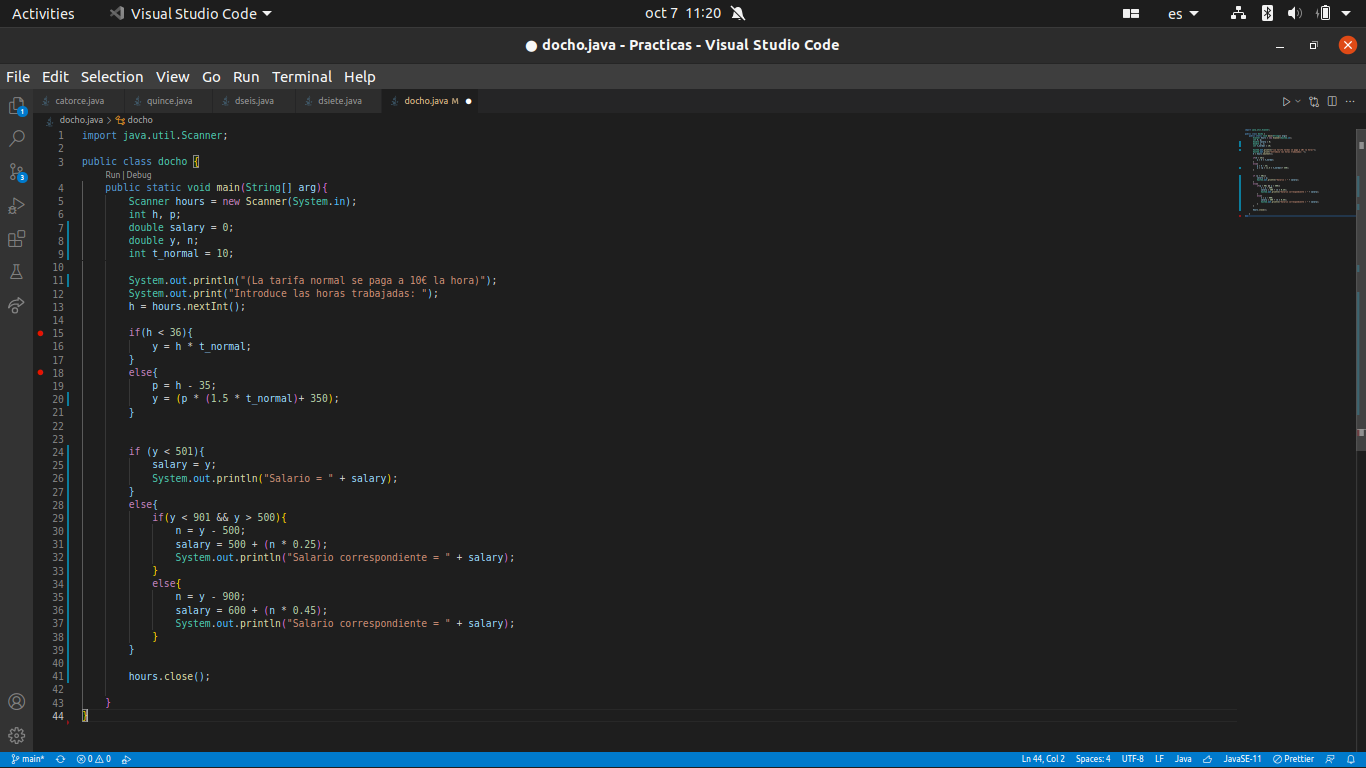 Activities Visual Studio Code oct 7 11:20 es
docho.java - Practicas - Visual Studio Code
File Edit Selection View Go Run Terminal Help
catorce.java quince.java dseis.java dsiete.java docho.java M
docho.java > docho
1 import java.util.Scanner;
2
3 public class docho {
Run | Debug
4 public static void main(String[] arg){
5 Scanner hours = new Scanner(System.in);
6 int h, p;
7 double salary = 0;
8 double y, n;
9 int t_normal = 10;
10
11 System.out.println("(La tarifa normal se paga a 10€ la hora)");
12 System.out.print("Introduce las horas trabajadas: ");
13 h = hours.nextInt();
14
15 if(h < 36){
16 y = h * t_normal;
17 }
18 else{
19 p = h - 35;
20 y = (p * (1.5 * t_normal)+ 350);
21 }
22
23
24 if (y < 501){
25 salary = y;
26 System.out.println("Salario = " + salary);
27 }
28 else{
29 if(y < 901 && y > 500){
30 n = y - 500;
31 salary = 500 + (n * 0.25);
32 System.out.println("Salario correspondiente = " + salary);
33 }
34 else{
35 n = y - 900;
36 salary = 600 + (n * 0.45);
37 System.out.println("Salario correspondiente = " + salary);
38 }
39 }
40
41 hours.close();
42
43 }
44 }
1
3
main* 0 0 Ln 44, Col 2 Spaces: 4 UTF-8 LF Java JavaSE-11 Prettier